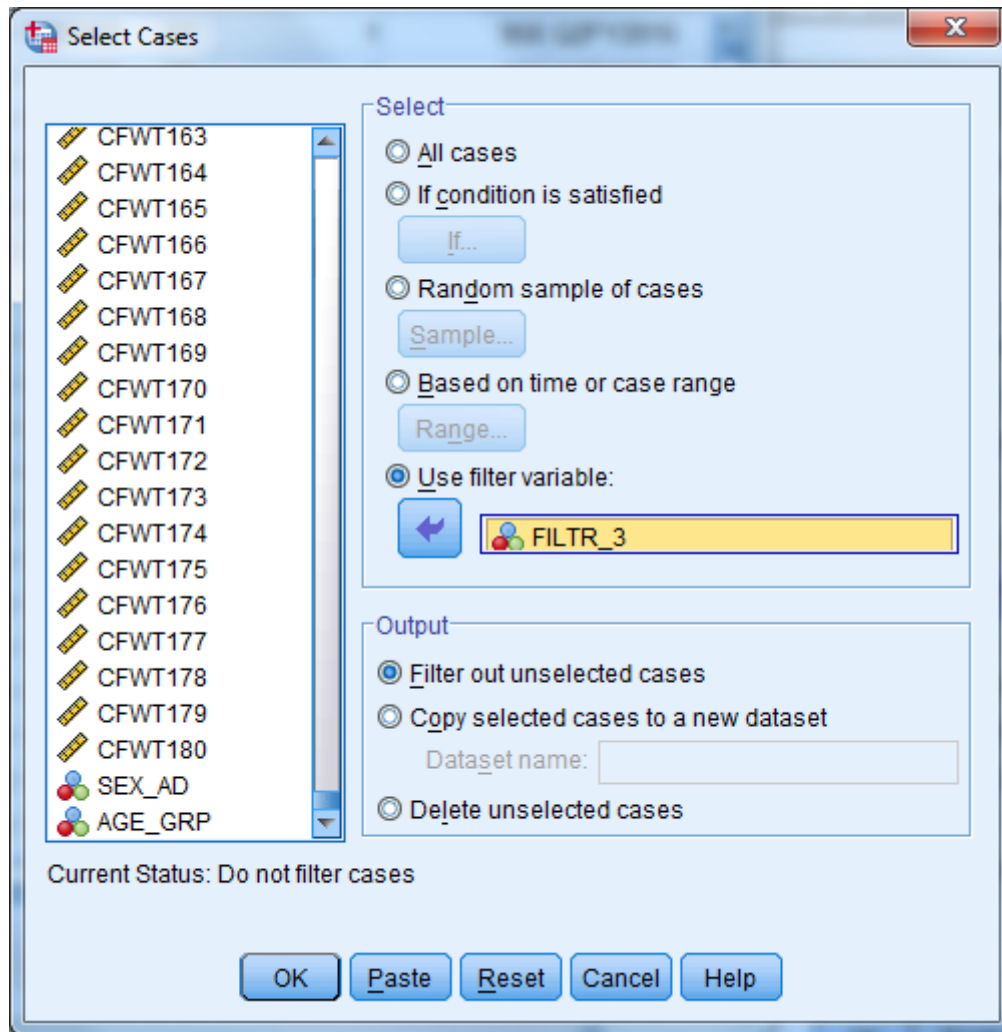 Select Cases
CFWT163
CFWT164
CFWT165
CFWT166
CFWT167
CFWT168
CFWT169
CFWT170
CFWT171
CFWT172
CFWT173
CFWT174
CFWT175
CFWT176
CFWT177
CFWT178
CFWT179
CFWT180
SEX_AD
AGE_GRP
Select
All cases
If condition is satisfied
If...
Random sample of cases
Sample...
Based on time or case range
Range...
Use filter variable:
FILTR_3
Output
Filter out unselected cases
Copy selected cases to a new dataset
Dataset name:
Delete unselected cases
Current Status: Do not filter cases
OK Paste Reset Cancel Help